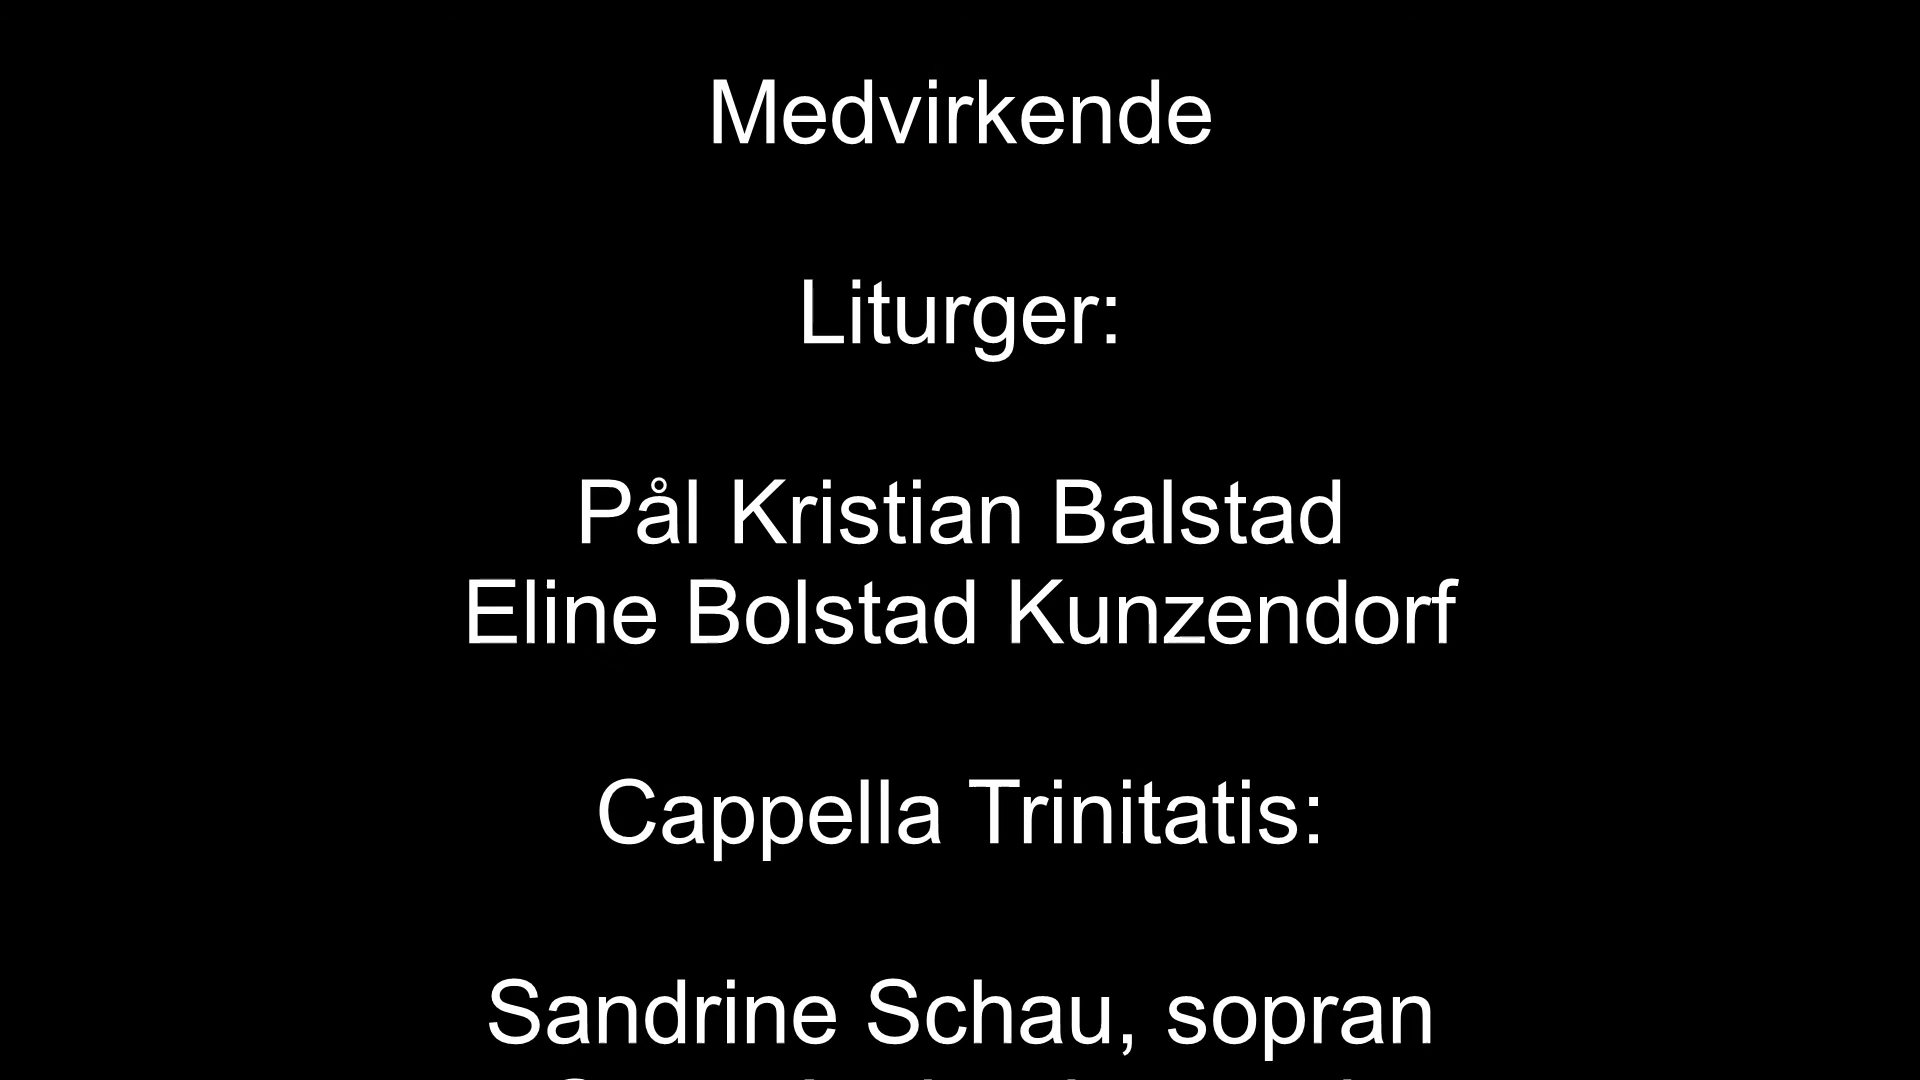 Medvirkende
Liturger:
Pål Kristian Balstad
Eline Bolstad Kunzendorf
Cappella Trinitatis:
Sandrine Schau, sopran